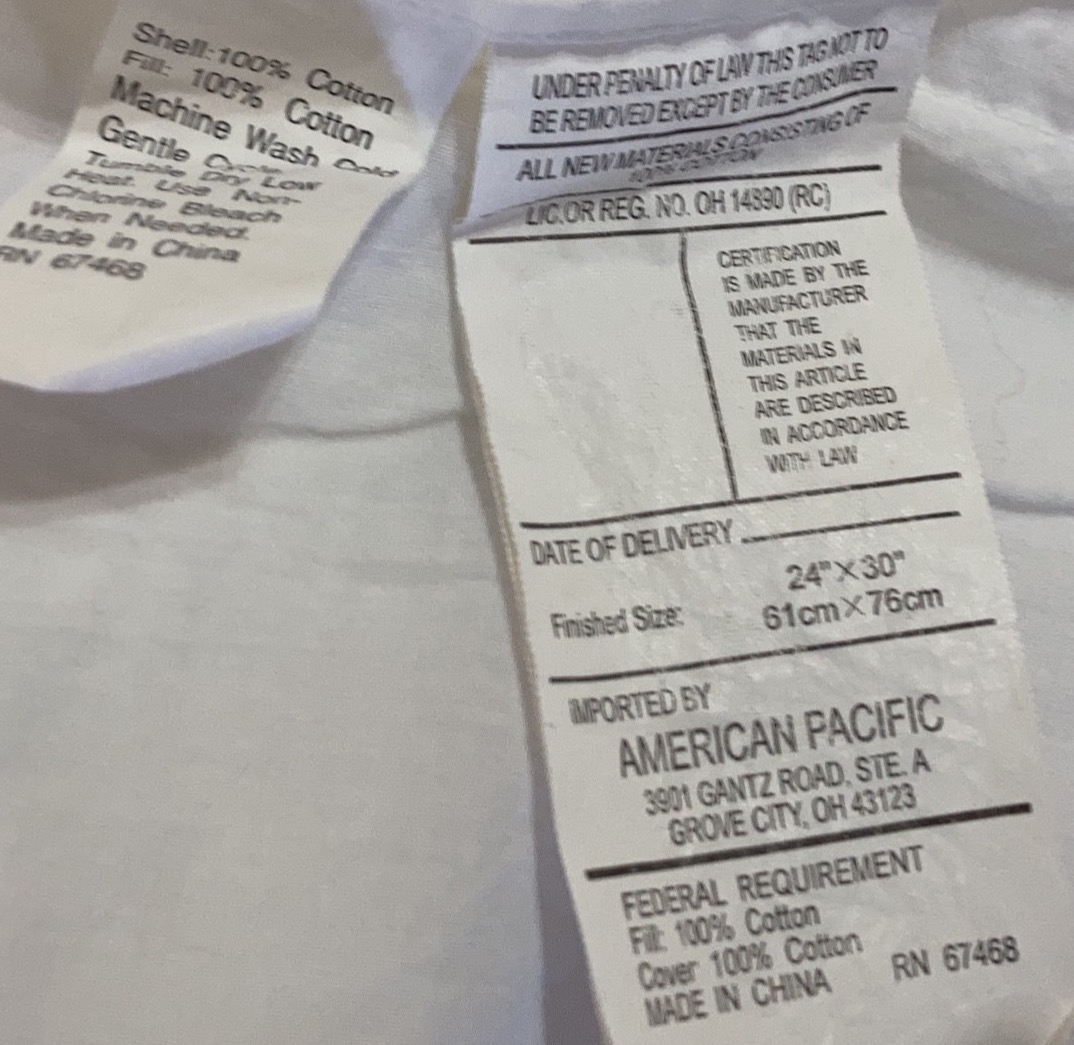 Shell: 100% Cotton
Fill: 100% Cotton
Machine Wash Cold
Gentle Cycle.
Tumble Dry Low
Heat. Use Non-
Chlorine Bleach
When Needed.
Made in China
RN 67468
UNDER PENALTY OF LAW THIS TAG NOT TO
BE REMOVED EXCEPT BY THE CONSUMER
ALL NEW MATERIALS CONSISTING OF
100% COTTON
LIC.OR REG. NO. OH 14890 (RC)
CERTIFICATION
IS MADE BY THE
MANUFACTURER
THAT THE
MATERIALS IN
THIS ARTICLE
ARE DESCRIBED
IN ACCORDANCE
WITH LAW
DATE OF DELIVERY
24"×30"
Finished Size: 61cm×76cm
IMPORTED BY
AMERICAN PACIFIC
3901 GANTZ ROAD, STE. A
GROVE CITY, OH 43123
FEDERAL REQUIREMENT
Fill: 100% Cotton
Cover 100% Cotton
MADE IN CHINA RN 67468